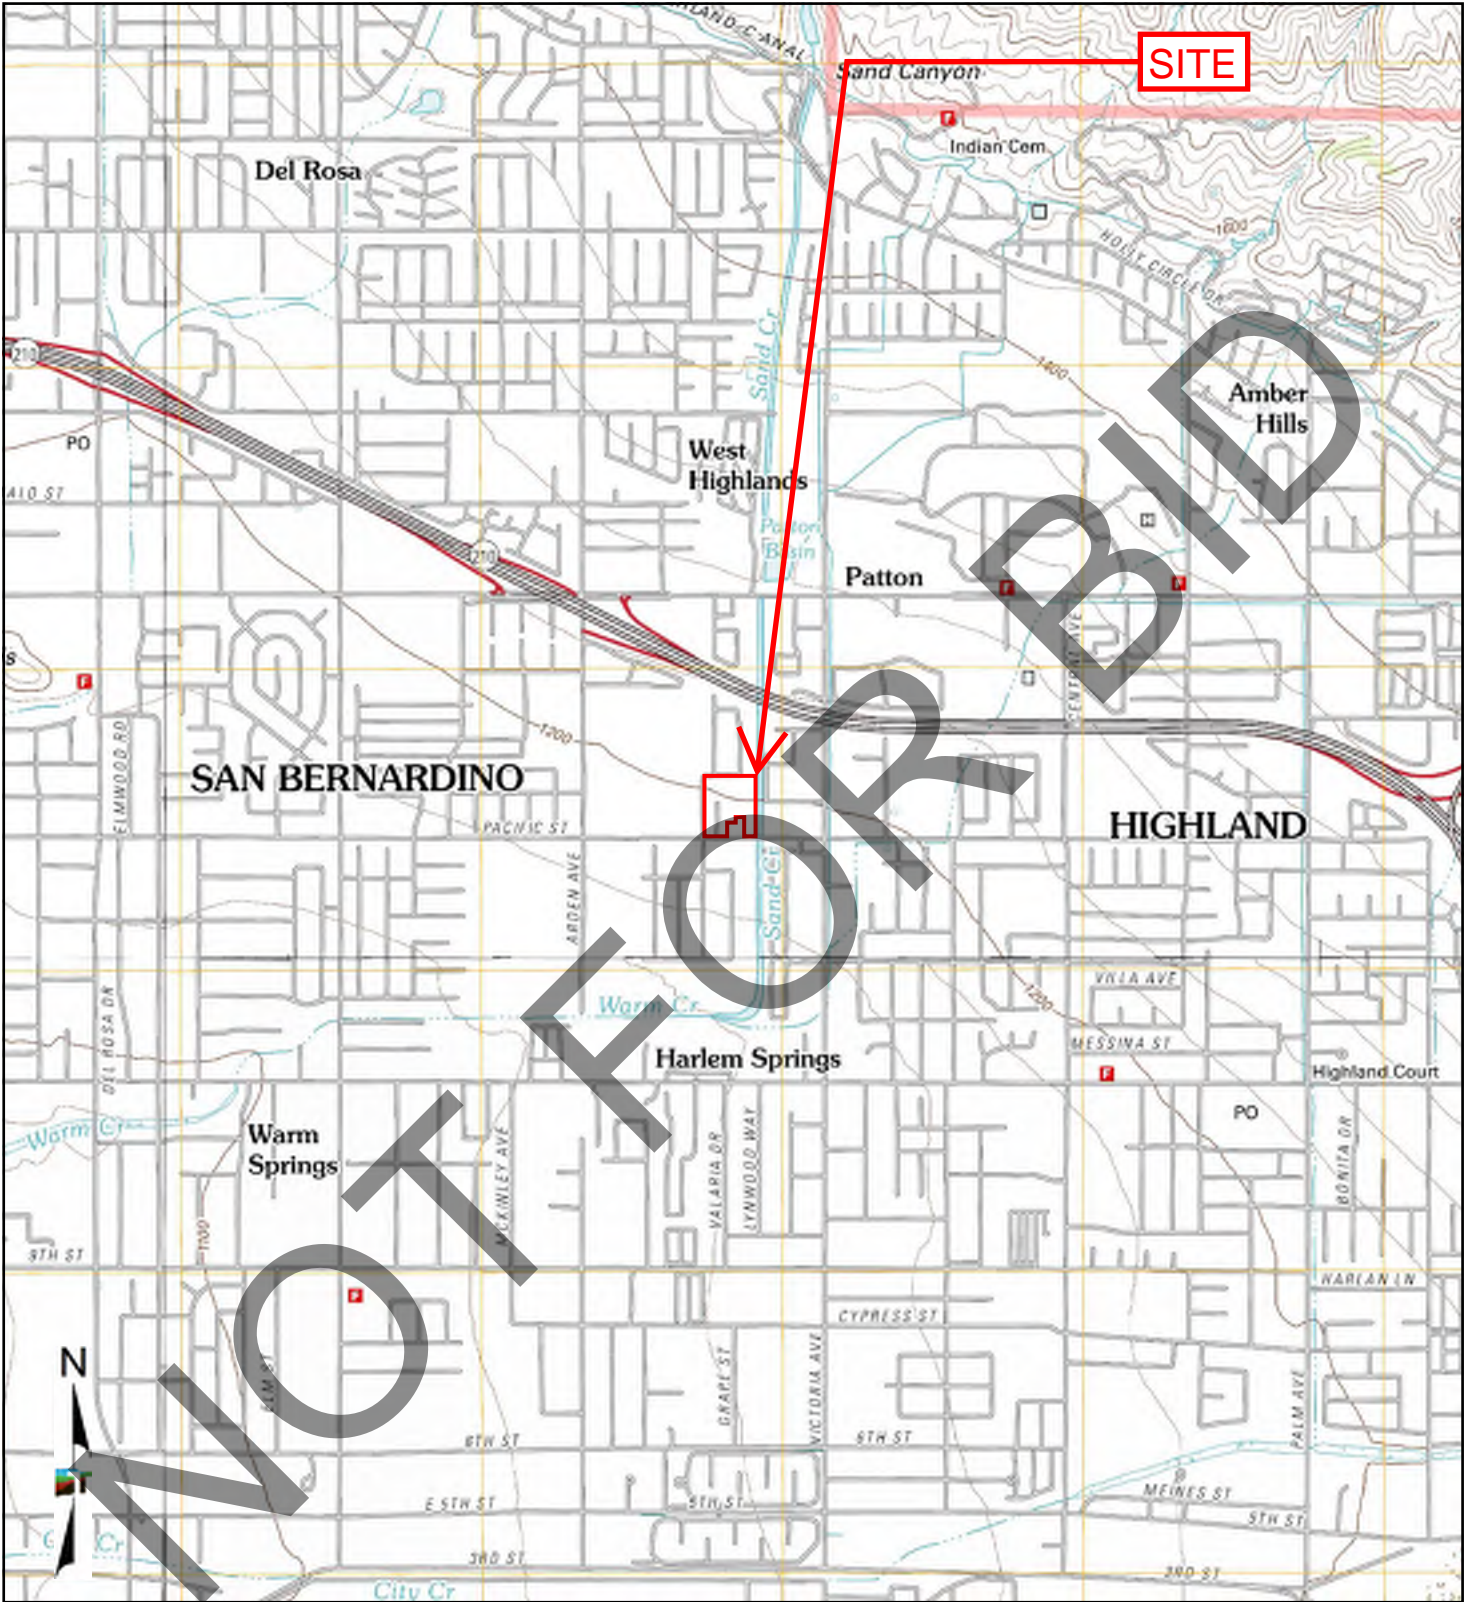 SITE
Sand Canyon
Indian Cem
Del Rosa
HOLLY CIRCLE DR
1600
Sand Cr
210
1400
Amber
Hills
PO
West
Highlands
H
210
Patton
Basin
Patton
F
F
F
F
CENTRAL AVE
1200
ELMWOOD RD
SAN BERNARDINO
PACIFIC ST
HIGHLAND
ARDEN AVE
Sand Cr
VILLA AVE
1200
Warm Cr
DEL ROSA DR
MESSINA ST
Harlem Springs
F
Highland Court
PO
Warm Cr
Warm
Springs
MCKINLEY AVE
VALARIA DR
LYNWOOD WAY
BONITA DR
1100
9TH ST
HARLAN LN
F
CYPRESS ST
N
ELM ST
GRAPE ST
VICTORIA AVE
PALM AVE
6TH ST
6TH ST
MEINES ST
E 5TH ST
5TH ST
5TH ST
3RD ST
3RD ST
City Cr
NOT FOR BID